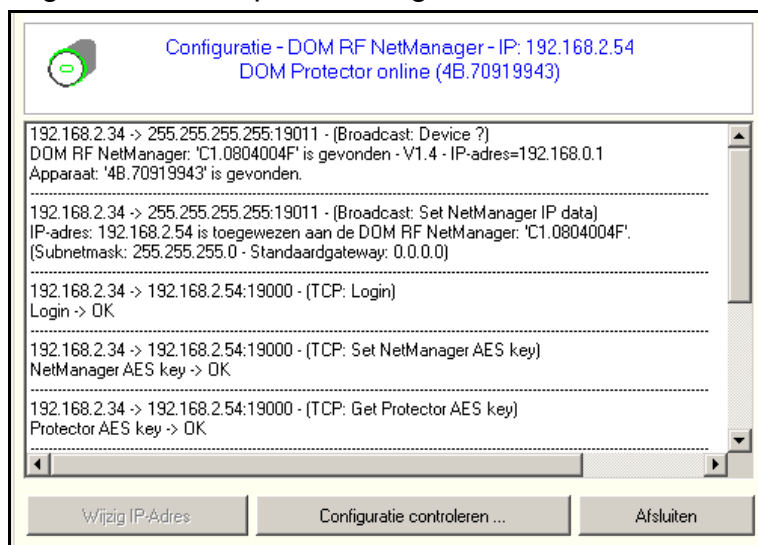 Configuratie - DOM RF NetManager - IP: 192.168.2.54
DOM Protector online (4B.70919943)
192.168.2.34 -> 255.255.255.255:19011 - (Broadcast: Device ?)
DOM RF NetManager: 'C1.0804004F' is gevonden - V1.4 - IP-adres=192.168.0.1
Apparaat: '4B.70919943' is gevonden.
192.168.2.34 -> 255.255.255.255:19011 - (Broadcast: Set NetManager IP data)
IP-adres: 192.168.2.54 is toegewezen aan de DOM RF NetManager: 'C1.0804004F'.
(Subnetmask: 255.255.255.0 - Standaardgateway: 0.0.0.0)
192.168.2.34 -> 192.168.2.54:19000 - (TCP: Login)
Login -> OK
192.168.2.34 -> 192.168.2.54:19000 - (TCP: Set NetManager AES key)
NetManager AES key -> OK
192.168.2.34 -> 192.168.2.54:19000 - (TCP: Get Protector AES key)
Protector AES key -> OK
Wijzig IP-Adres
Configuratie controleren ...
Afsluiten